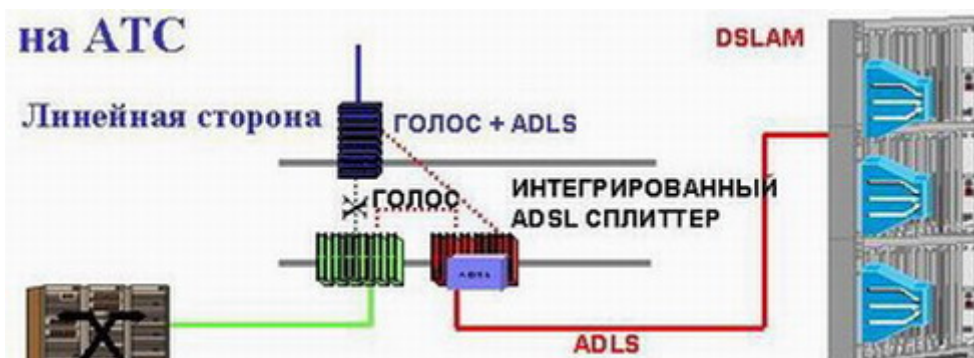 на АТС
DSLAM
Линейная сторона
ГОЛОС + ADLS
ГОЛОС
ИНТЕГРИРОВАННЫЙ
ADSL СПЛИТТЕР
ADLS